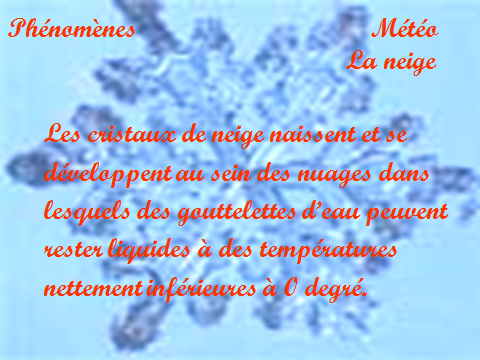 Phénomènes Météo
La neige
Les cristaux de neige naissent et se
développent au sein des nuages dans
lesquels des gouttelettes d'eau peuvent
rester liquides à des températures
nettement inférieures à 0 degré.